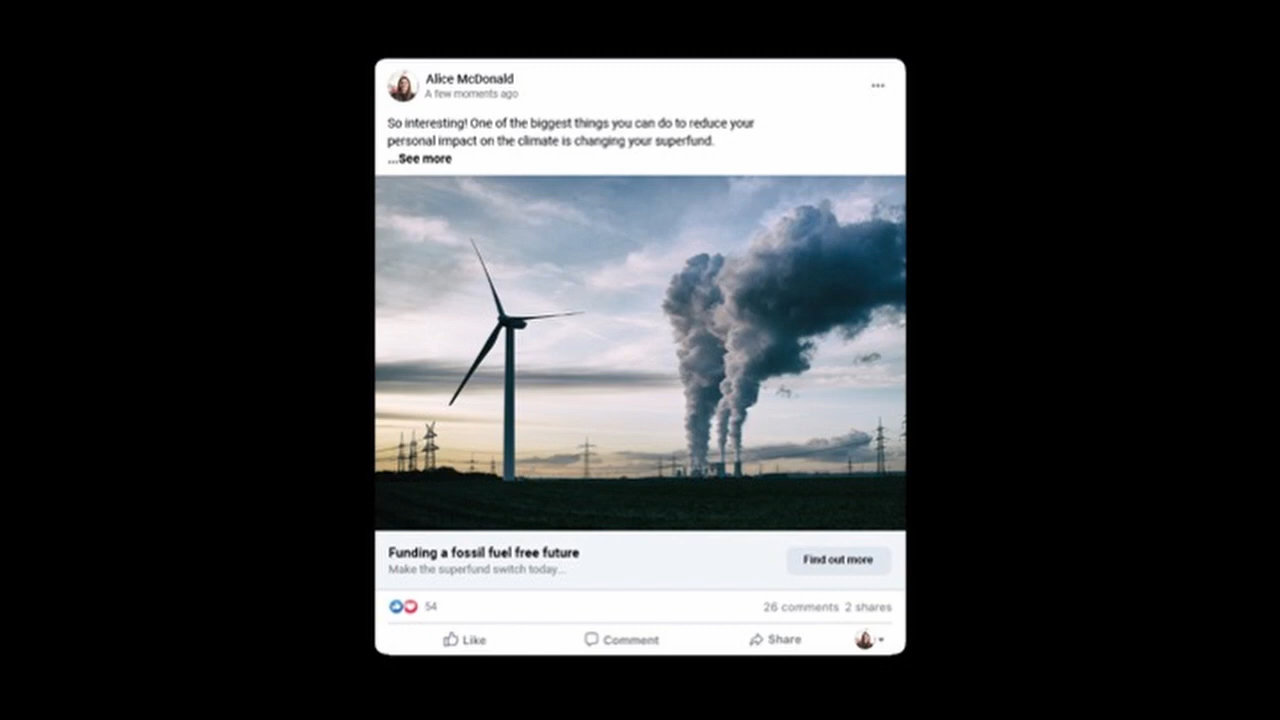 Alice McDonald
A few moments ago
So interesting! One of the biggest things you can do to reduce your
personal impact on the climate is changing your superfund.
...See more
Funding a fossil fuel free future
Make the superfund switch today...
Find out more
54
26 comments 2 shares
Like
Comment
Share